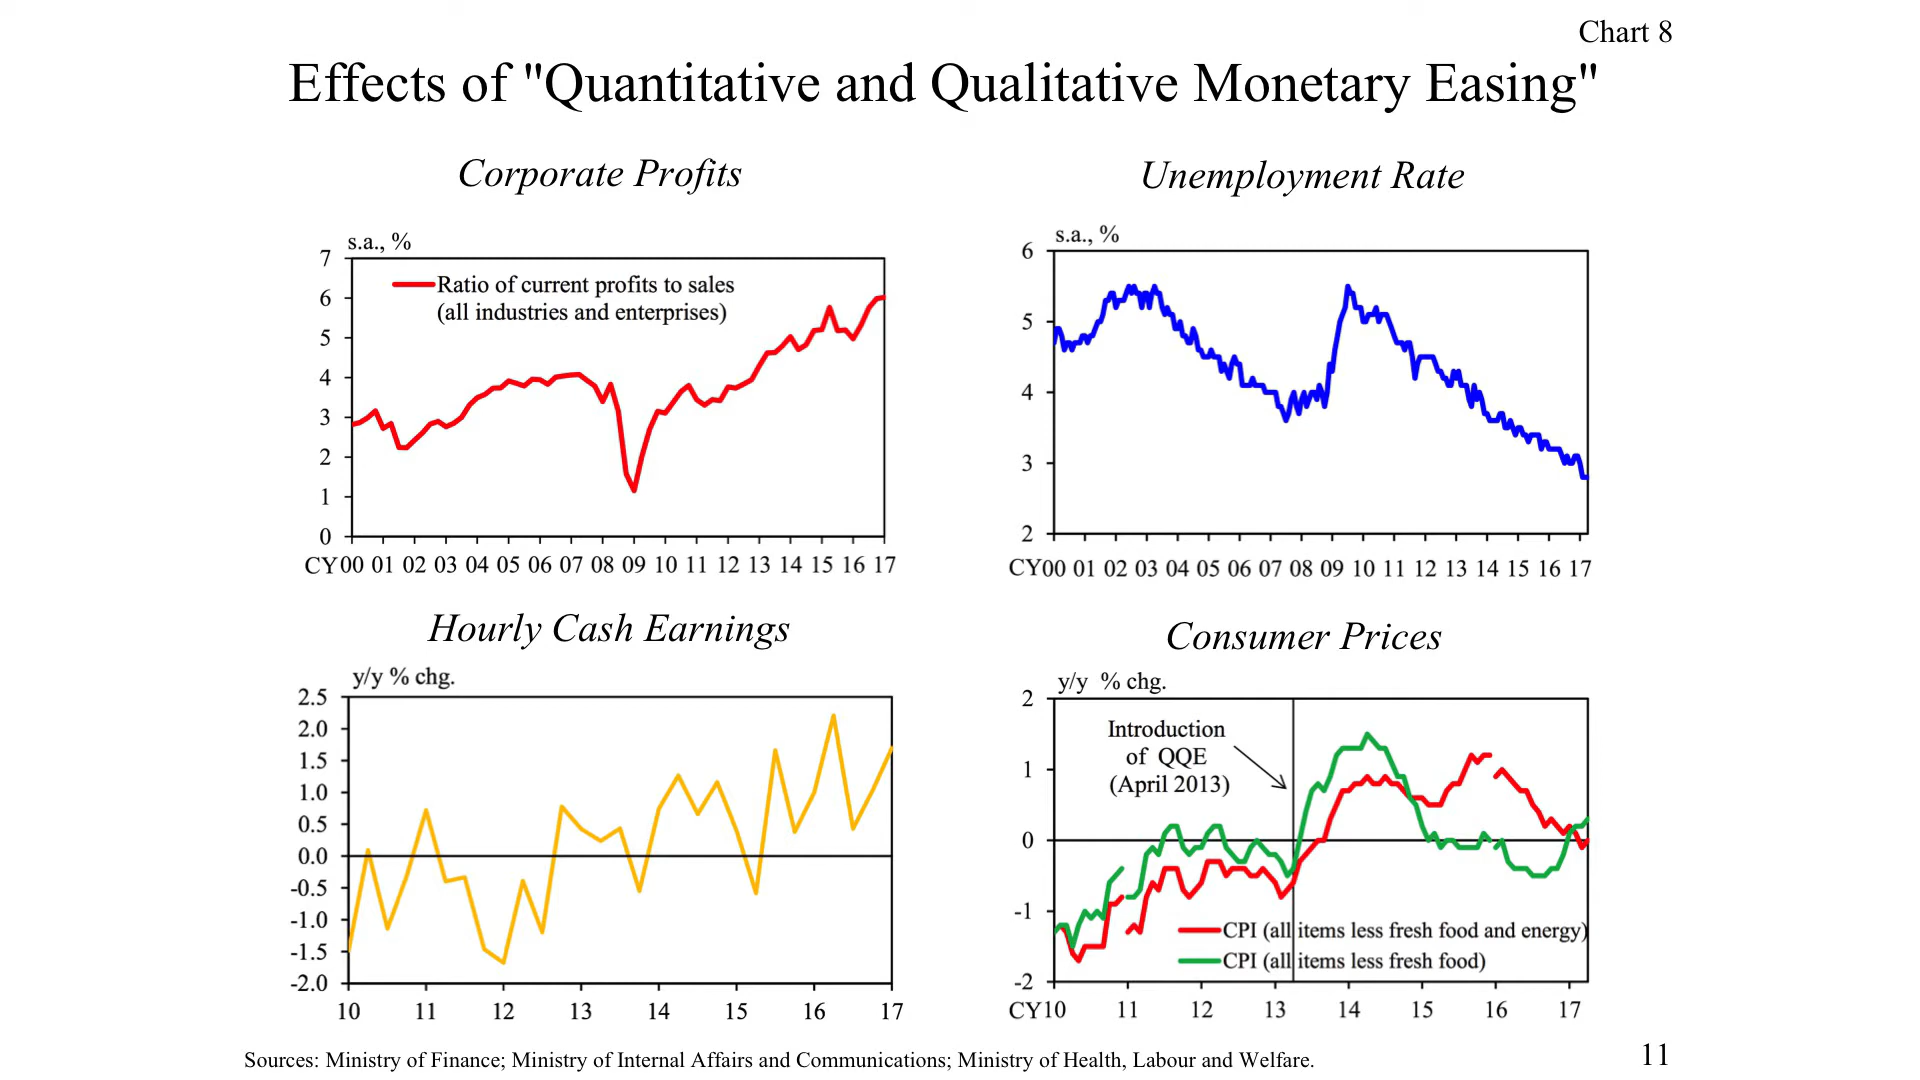 Chart 8
Effects of "Quantitative and Qualitative Monetary Easing"
Corporate Profits
s.a., %
7
6
5
4
3
2
1
0
Ratio of current profits to sales
(all industries and enterprises)
CY00 01 02 03 04 05 06 07 08 09 10 11 12 13 14 15 16 17
Unemployment Rate
s.a., %
6
5
4
3
2
CY00 01 02 03 04 05 06 07 08 09 10 11 12 13 14 15 16 17
Hourly Cash Earnings
y/y % chg.
2.5
2.0
1.5
1.0
0.5
0.0
-0.5
-1.0
-1.5
-2.0
10 11 12 13 14 15 16 17
Consumer Prices
y/y % chg.
2
1
0
-1
-2
Introduction
of QQE
(April 2013)
CPI (all items less fresh food and energy)
CPI (all items less fresh food)
CY10 11 12 13 14 15 16 17
Sources: Ministry of Finance; Ministry of Internal Affairs and Communications; Ministry of Health, Labour and Welfare.
11